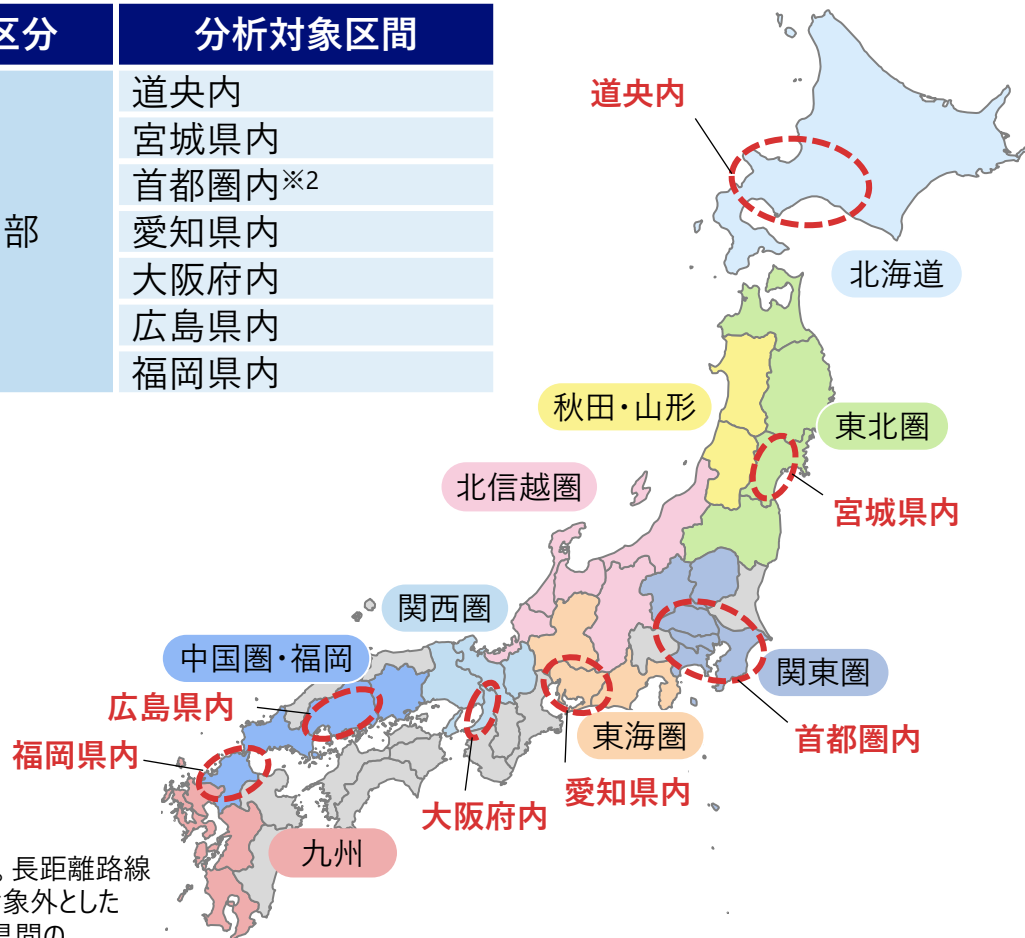 区分 分析対象区間
部
道央内
宮城県内
首都圏内※2
愛知県内
大阪府内
広島県内
福岡県内
道央内
北海道
秋田・山形
東北圏
北信越圏
宮城県内
関西圏
中国圏・福岡
関東圏
広島県内
東海圏
首都圏内
福岡県内
愛知県内
大阪府内
九州
。長距離路線
象外とした
県間の